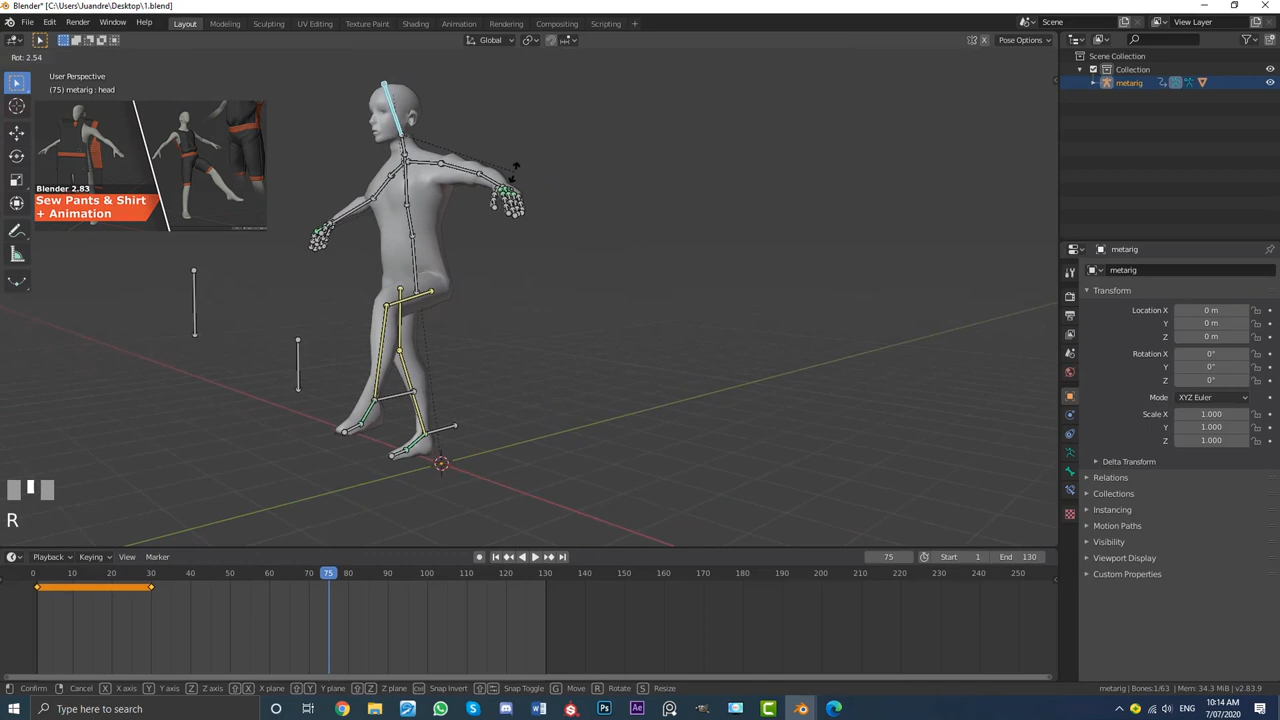 Blender* [C:\Users\Juandre\Desktop\1.blend]
File Edit Render Window Help Layout Modeling Sculpting UV Editing Texture Paint Shading Animation Rendering Compositing Scripting + Scene View Layer
Global Pose Options
Rot: 2.54
User Perspective
(75) metarig : head
Blender 2.83
Sew Pants & Shirt
+ Animation
Scene Collection
Collection
metarig
metarig
metarig
Transform
Location X 0 m
Y 0 m
Z 0 m
Rotation X 0°
Y 0°
Z 0°
Mode XYZ Euler
Scale X 1.000
Y 1.000
Z 1.000
Delta Transform
Relations
Collections
Instancing
Motion Paths
Visibility
Viewport Display
Custom Properties
R
Playback Keying View Marker 75 Start 1 End 130
0 10 20 30 40 50 60 70 75 80 90 100 110 120 130 140 150 160 170 180 190 200 210 220 230 240 250
Confirm Cancel X X axis Y Y axis Z Z axis X X plane Y Y plane Z Z plane Ctrl Snap Invert Snap Toggle G Move R Rotate S Resize metarig | Bones:1/63 | Mem: 34.3 MiB | v2.83.9
Type here to search
10:14 AM
7/07/2020